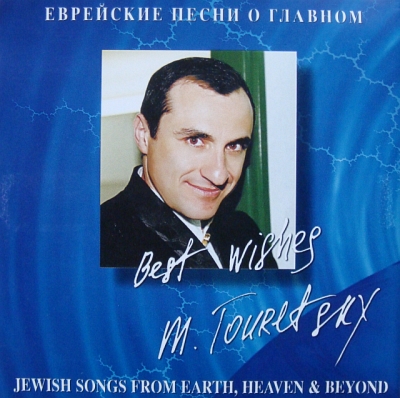 ЕВРЕЙСКИЕ ПЕСНИ О ГЛАВНОМ
Best Wishes
M. Touretsky
JEWISH SONGS FROM EARTH, HEAVEN & BEYOND